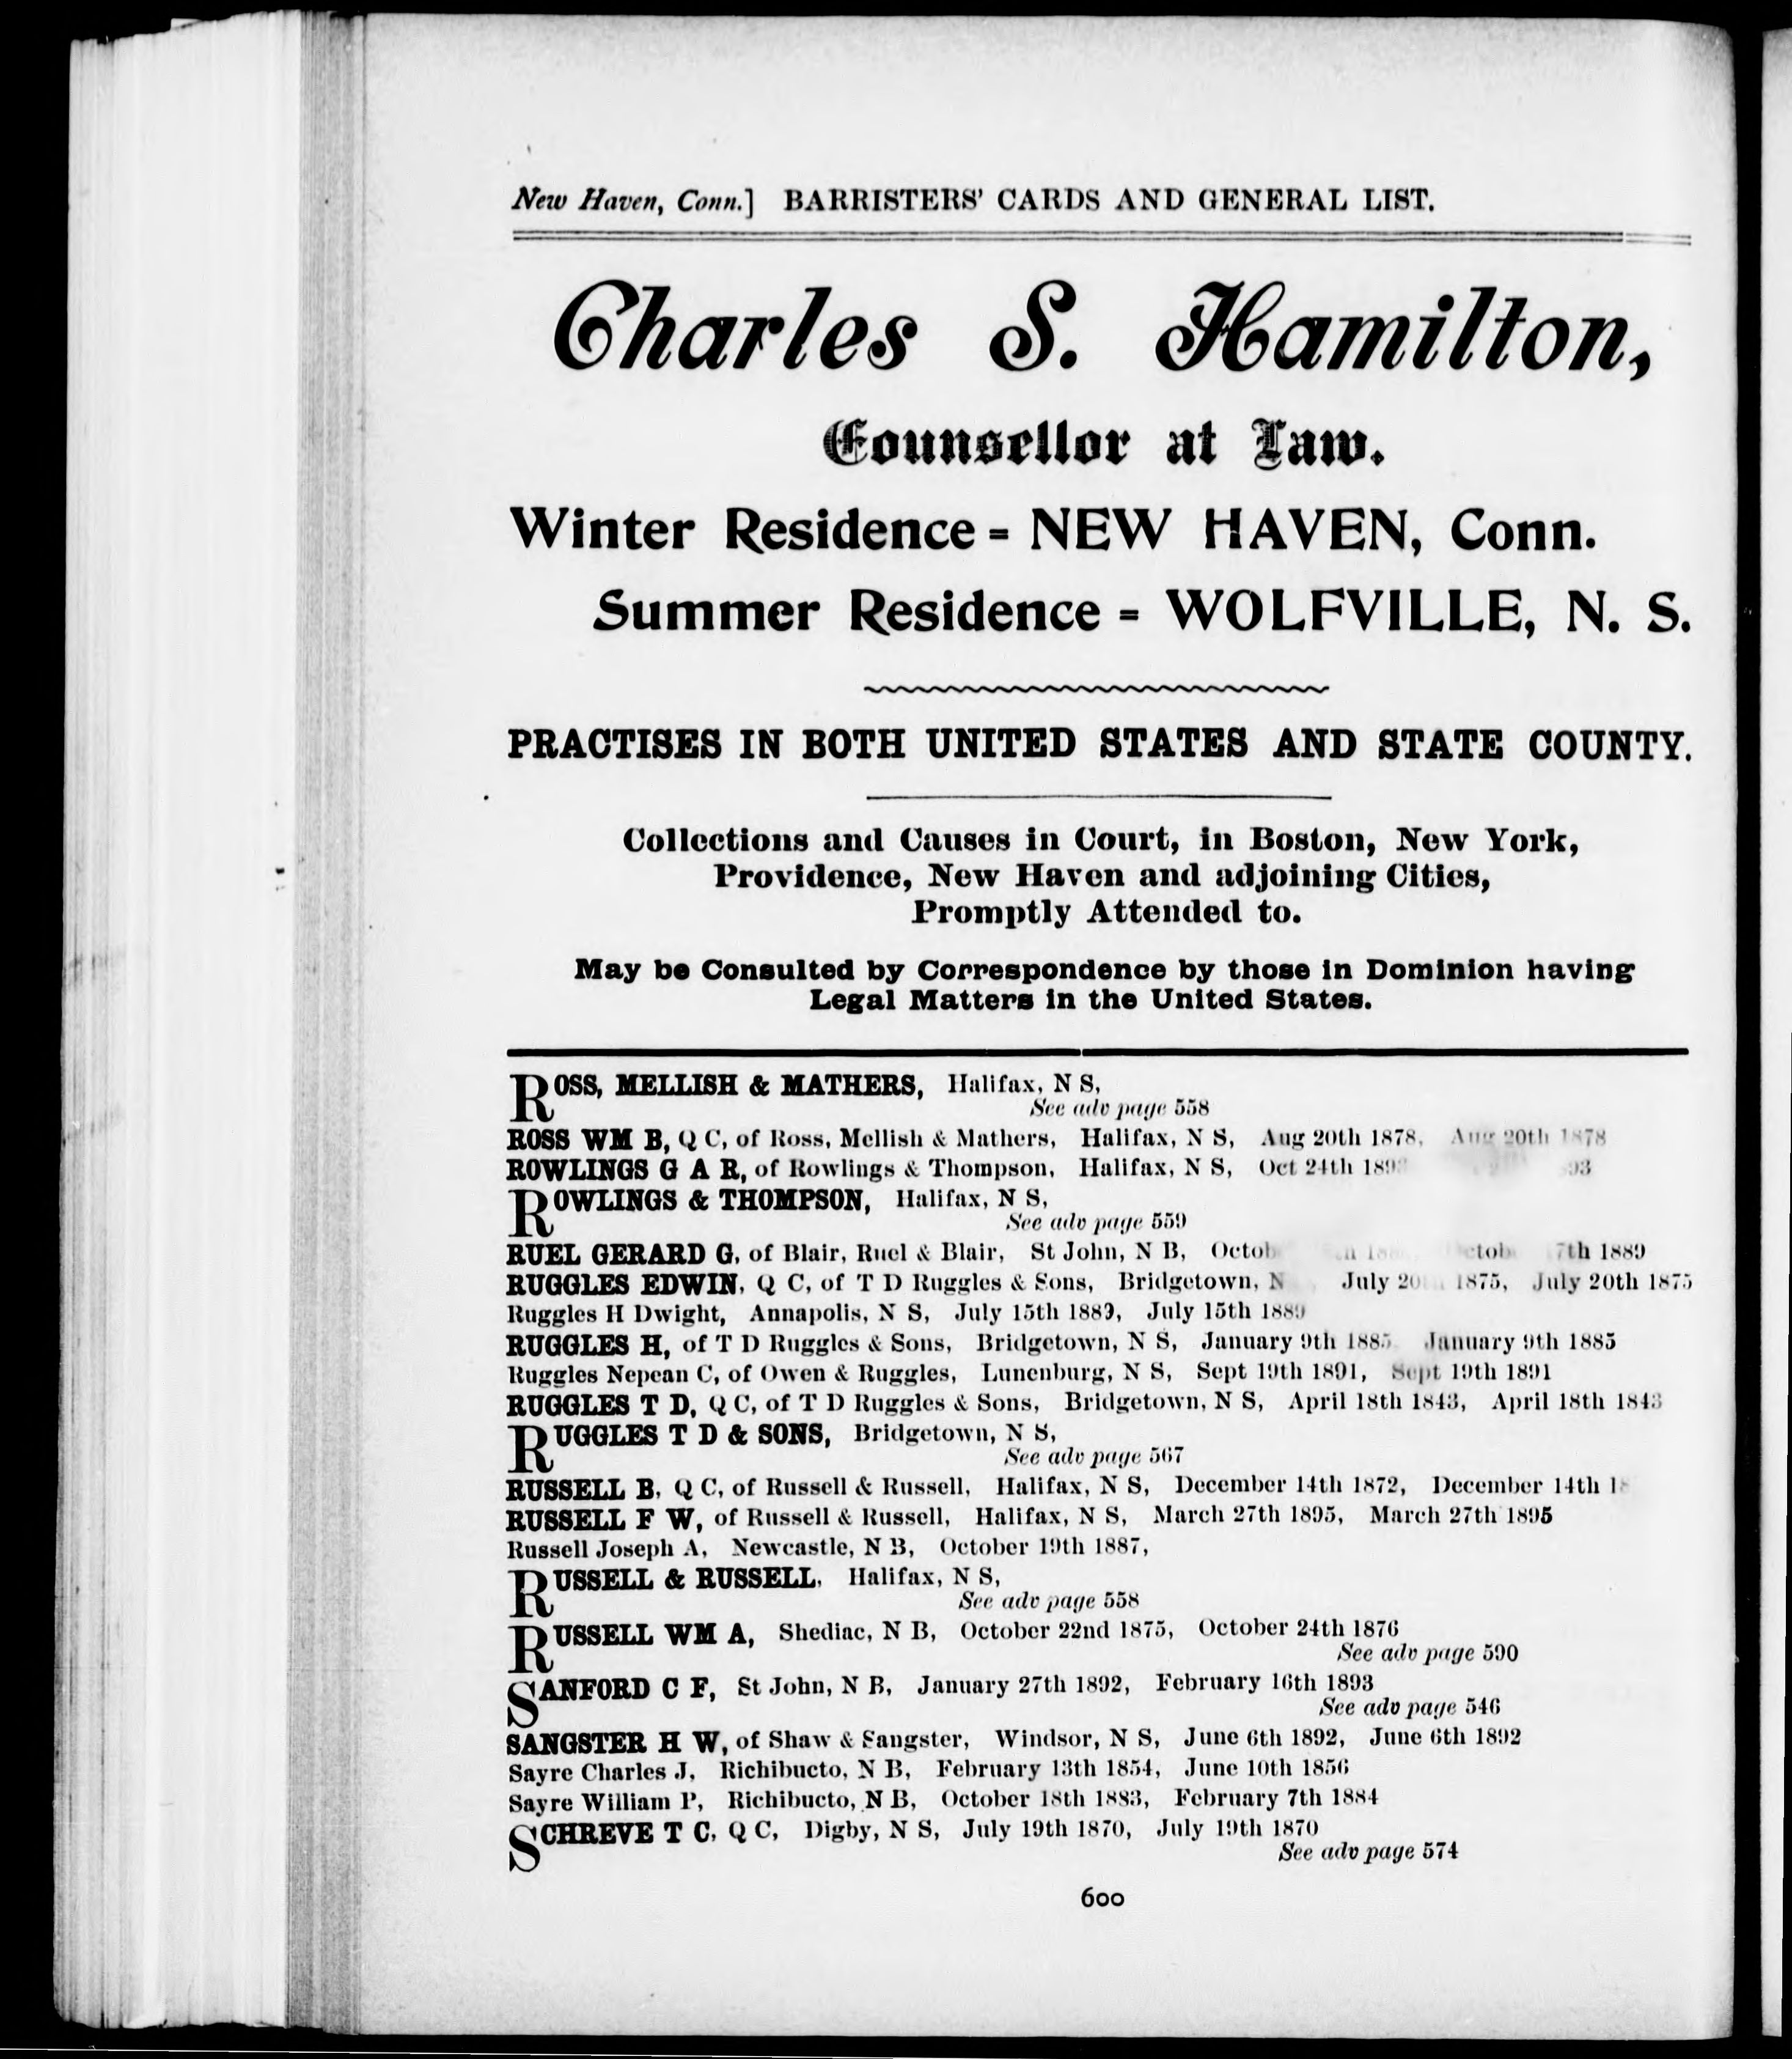 New Haven, Conn.] BARRISTERS' CARDS AND GENERAL LIST.
Charles S. Hamilton,
Counsellor at Law.
Winter Residence = NEW HAVEN, Conn.
Summer Residence = WOLFVILLE, N. S.
PRACTISES IN BOTH UNITED STATES AND STATE COUNTY.
Collections and Causes in Court, in Boston, New York,
Providence, New Haven and adjoining Cities,
Promptly Attended to.
May be Consulted by Correspondence by those in Dominion having
Legal Matters in the United States.
ROSS, MELLISH & MATHERS, Halifax, N S,
See adv page 558
ROSS WM B, Q C, of Ross, Mellish & Mathers, Halifax, N S, Aug 20th 1878, Aug 20th 1878
ROWLINGS G A R, of Rowlings & Thompson, Halifax, N S, Oct 24th
ROWLINGS & THOMPSON, Halifax, N S,
See adv page 559
RUEL GERARD G, of Blair, Ruel & Blair, St John, N B, 1889
RUGGLES EDWIN, Q C, of T D Ruggles & Sons, Bridgetown, N July 20th 1875, July 20th 1875
Ruggles H Dwight, Annapolis, N S, July 15th 1889, July 15th 1889
RUGGLES H, of T D Ruggles & Sons, Bridgetown, N S, January 9th 1885 January 9th 1885
Ruggles Nepean C, of Owen & Ruggles, Lunenburg, N S, Sept 19th 1891, Sept 19th 1891
RUGGLES T D, Q C, of T D Ruggles & Sons, Bridgetown, N S, April 18th 1843, April 18th 1843
RUGGLES T D & SONS, Bridgetown, N S,
See adv page 567
RUSSELL B, Q C, of Russell & Russell, Halifax, N S, December 14th 1872, December 14th
RUSSELL F W, of Russell & Russell, Halifax, N S, March 27th 1895, March 27th 1895
Russell Joseph A, Newcastle, N B, October 19th 1887,
RUSSELL & RUSSELL, Halifax, N S,
See adv page 558
RUSSELL WM A, Shediac, N B, October 22nd 1875, October 24th 1876
See adv page 590
SANFORD C F, St John, N B, January 27th 1892, February 16th 1893
See adv page 546
SANGSTER H W, of Shaw & Sangster, Windsor, N S, June 6th 1892, June 6th 1892
Sayre Charles J, Richibucto, N B, February 13th 1854, June 10th 1856
Sayre William P, Richibucto, N B, October 18th 1883, February 7th 1884
SCHREVE T C, Q C, Digby, N S, July 19th 1870, July 19th 1870
See adv page 574
600